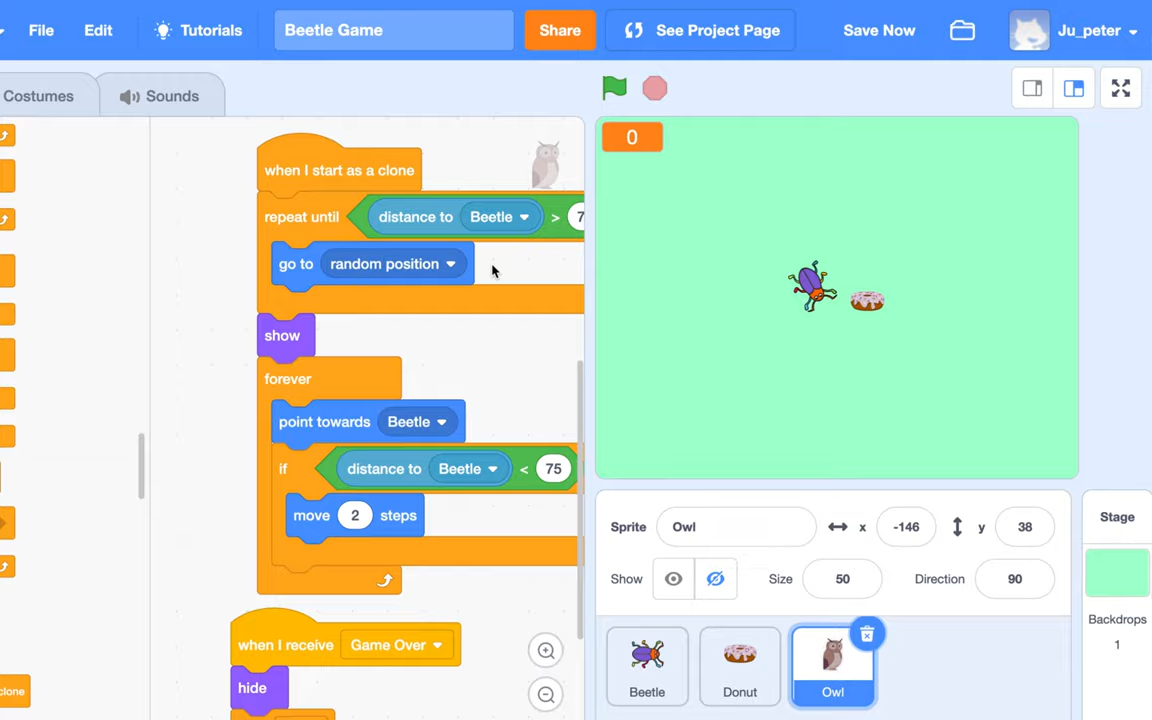 File Edit Tutorials Beetle Game Share See Project Page Save Now Ju_peter
Costumes Sounds
0
when I start as a clone
repeat until distance to Beetle >
go to random position
show
forever
point towards Beetle
if distance to Beetle < 75
move 2 steps
when I receive Game Over
hide
clone
Sprite Owl x -146 y 38
Show Size 50 Direction 90
Beetle Donut Owl
Stage
Backdrops
1